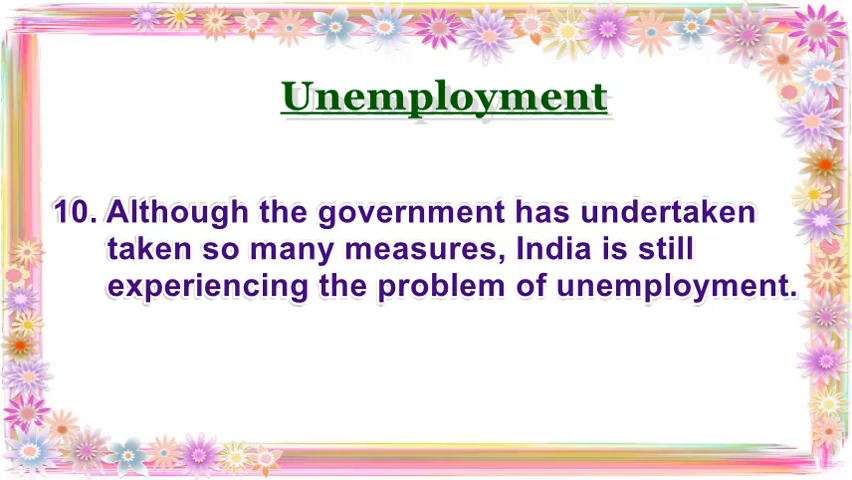 Unemployment
10. Although the government has undertaken
taken so many measures, India is still
experiencing the problem of unemployment.